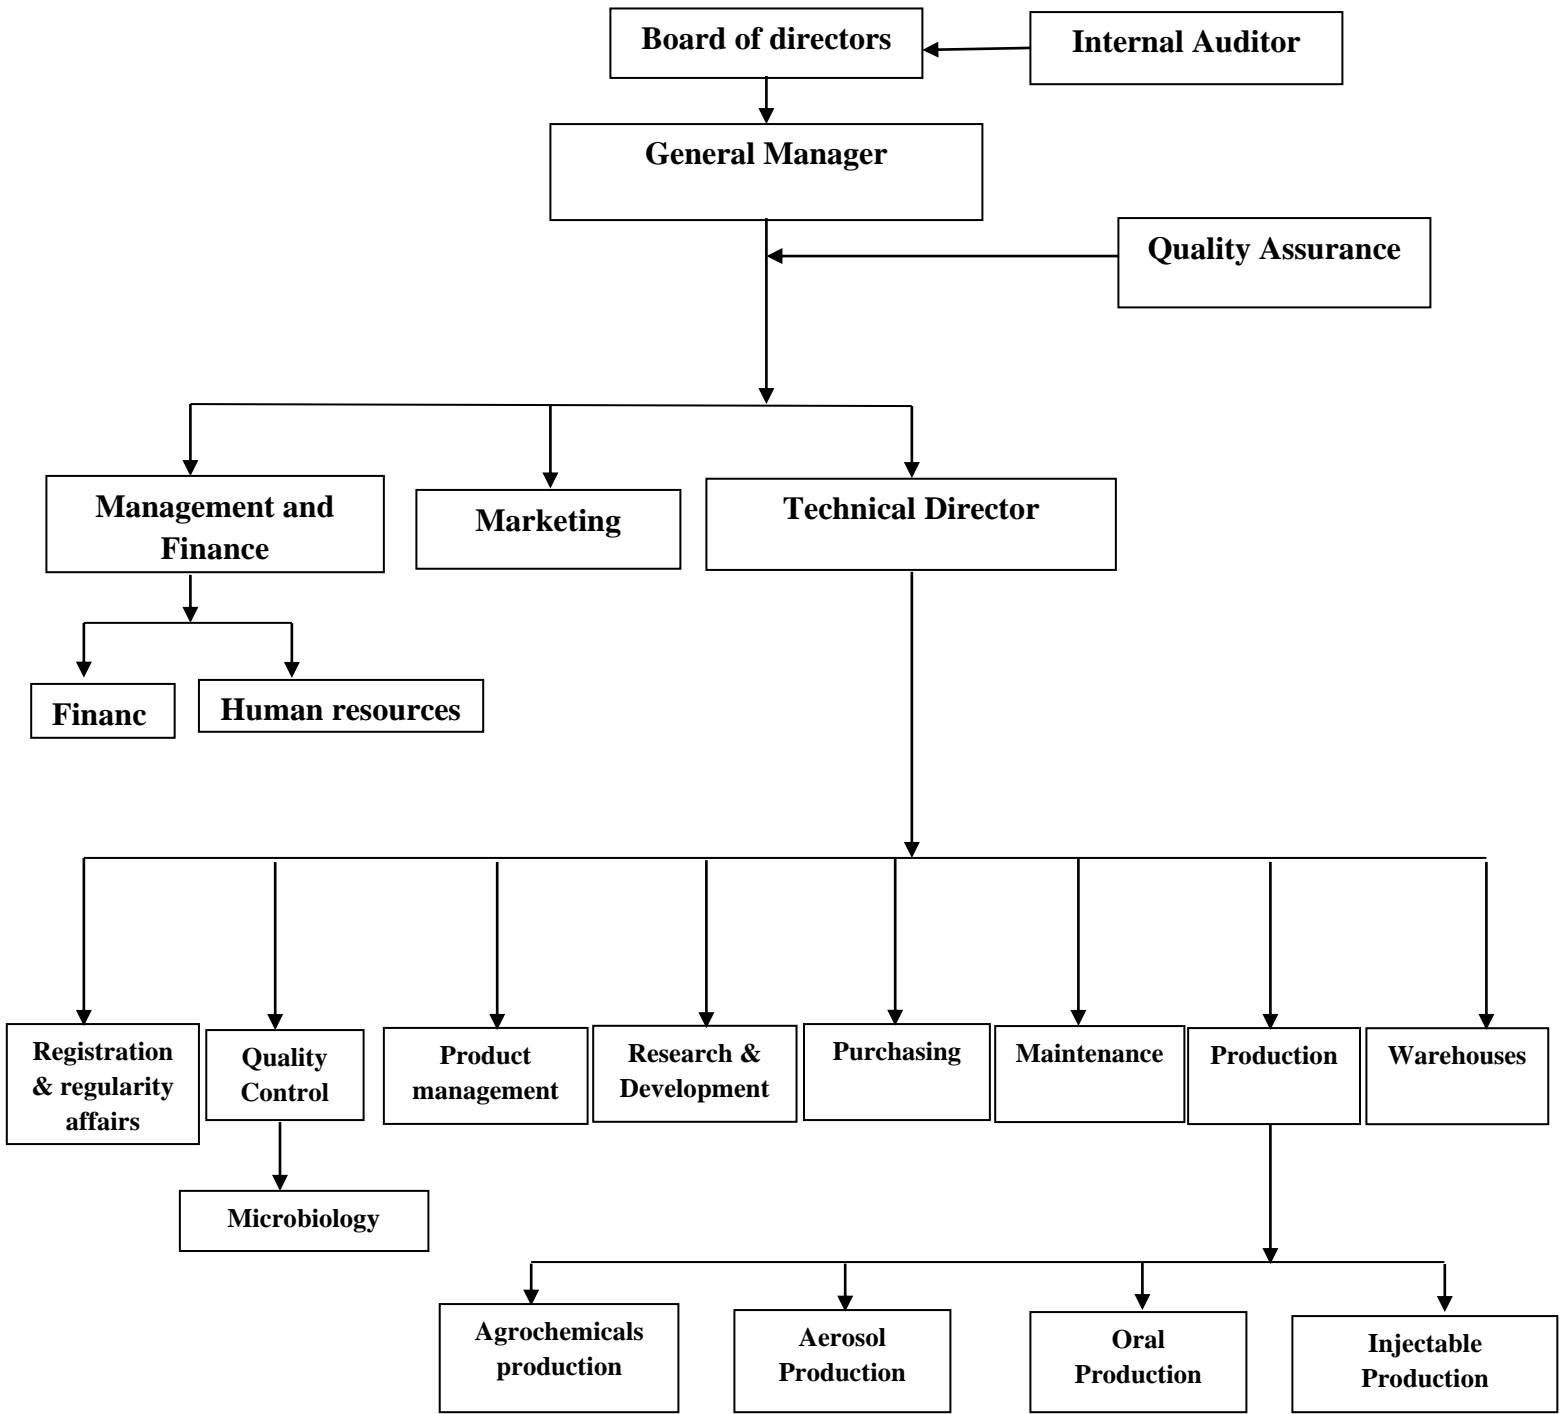 Board of directors
Internal Auditor
General Manager
Quality Assurance
Management and
Finance
Marketing
Technical Director
Financ
Human resources
Registration
& regularity
affairs
Quality
Control
Product
management
Research &
Development
Purchasing
Maintenance
Production
Warehouses
Microbiology
Agrochemicals
production
Aerosol
Production
Oral
Production
Injectable
Production